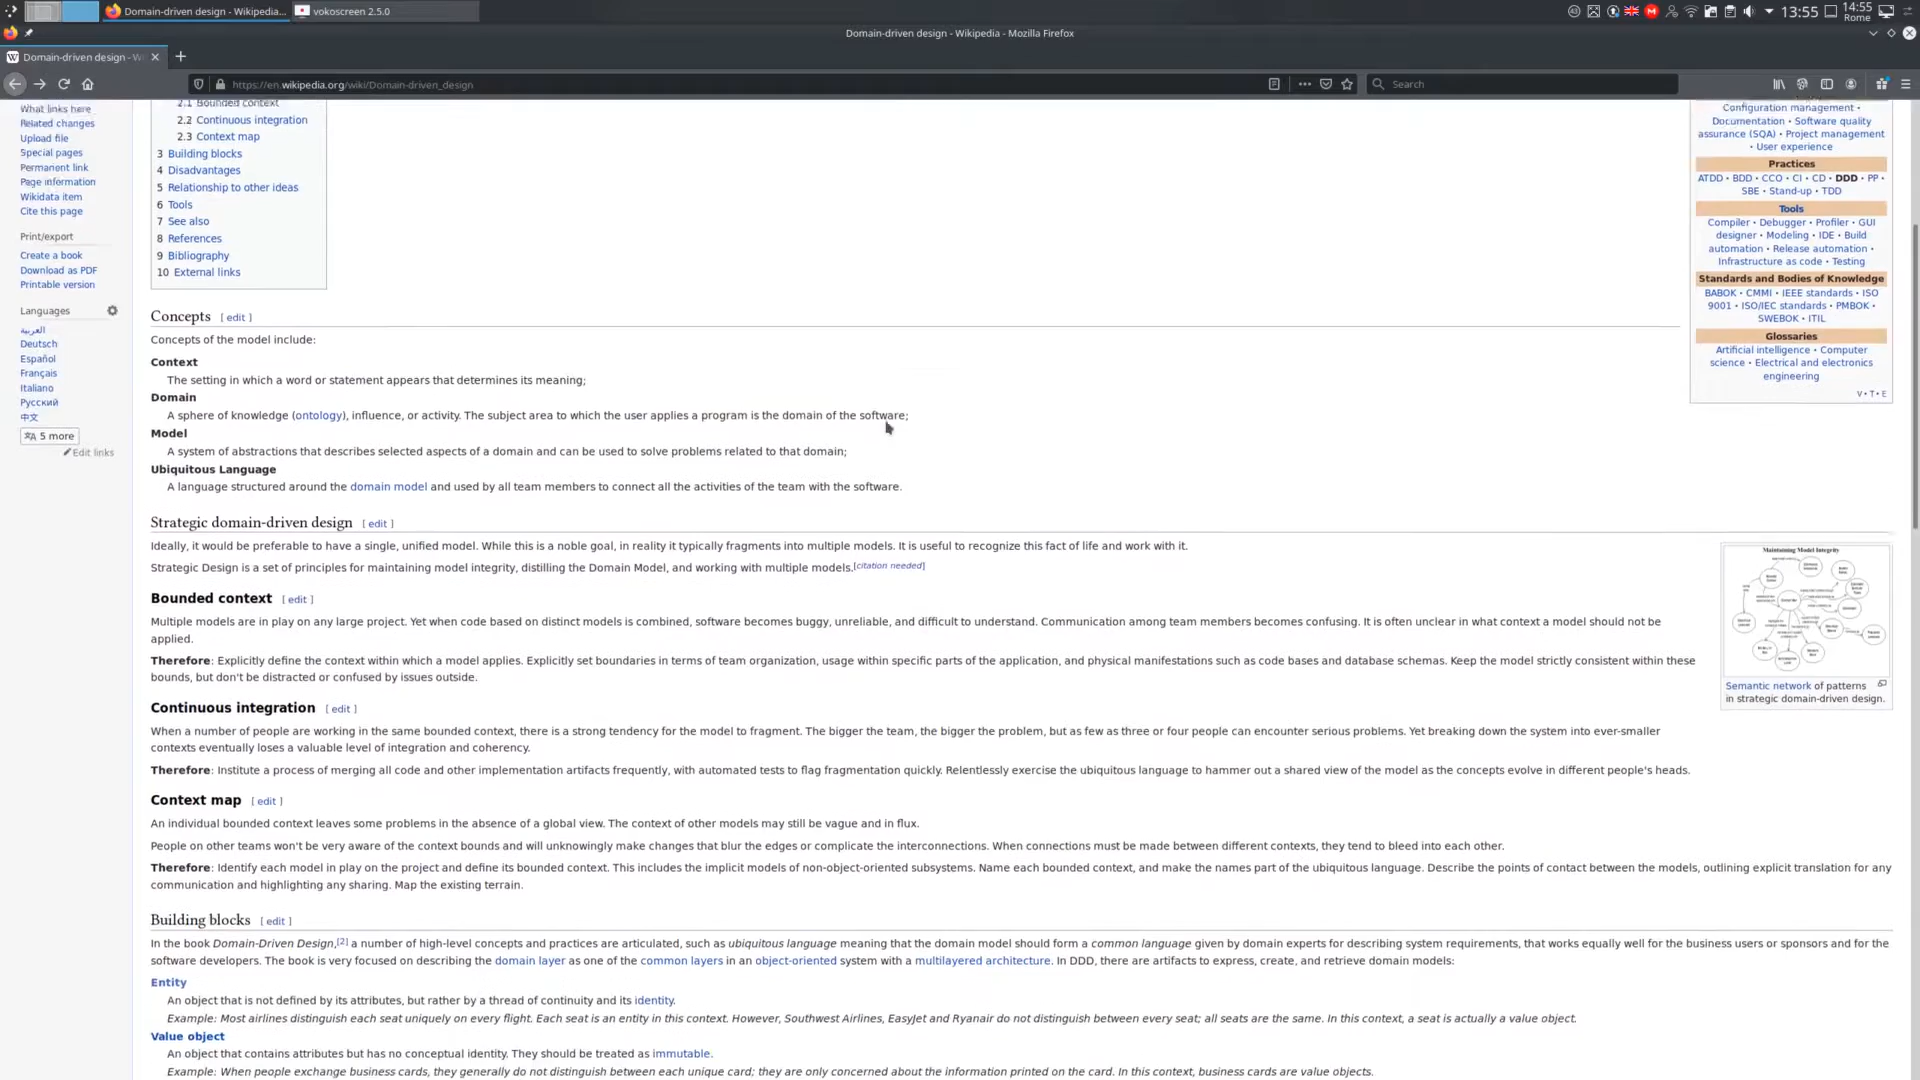 Domain-driven design - Wikipedia...
vokoscreen 2.5.0
13:55
14:55
Rome
Domain-driven design - Wikipedia - Mozilla Firefox
Domain-driven design - W
https://en.wikipedia.org/wiki/Domain-driven_design
Search
What links here
Related changes
Upload file
Special pages
Permanent link
Page information
Wikidata item
Cite this page
Print/export
Create a book
Download as PDF
Printable version
Languages
العربية
Deutsch
Español
Français
Italiano
Русский
中文
5 more
Edit links
2.1 Bounded context
2.2 Continuous integration
2.3 Context map
3 Building blocks
4 Disadvantages
5 Relationship to other ideas
6 Tools
7 See also
8 References
9 Bibliography
10 External links
Concepts [ edit ]
Concepts of the model include:
Context
The setting in which a word or statement appears that determines its meaning;
Domain
A sphere of knowledge (ontology), influence, or activity. The subject area to which the user applies a program is the domain of the software;
Model
A system of abstractions that describes selected aspects of a domain and can be used to solve problems related to that domain;
Ubiquitous Language
A language structured around the domain model and used by all team members to connect all the activities of the team with the software.
Strategic domain-driven design [ edit ]
Ideally, it would be preferable to have a single, unified model. While this is a noble goal, in reality it typically fragments into multiple models. It is useful to recognize this fact of life and work with it.
Strategic Design is a set of principles for maintaining model integrity, distilling the Domain Model, and working with multiple models.[citation needed]
Bounded context [ edit ]
Multiple models are in play on any large project. Yet when code based on distinct models is combined, software becomes buggy, unreliable, and difficult to understand. Communication among team members becomes confusing. It is often unclear in what context a model should not be
applied.
Therefore: Explicitly define the context within which a model applies. Explicitly set boundaries in terms of team organization, usage within specific parts of the application, and physical manifestations such as code bases and database schemas. Keep the model strictly consistent within these
bounds, but don't be distracted or confused by issues outside.
Continuous integration [ edit ]
When a number of people are working in the same bounded context, there is a strong tendency for the model to fragment. The bigger the team, the bigger the problem, but as few as three or four people can encounter serious problems. Yet breaking down the system into ever-smaller
contexts eventually loses a valuable level of integration and coherency.
Therefore: Institute a process of merging all code and other implementation artifacts frequently, with automated tests to flag fragmentation quickly. Relentlessly exercise the ubiquitous language to hammer out a shared view of the model as the concepts evolve in different people's heads.
Context map [ edit ]
An individual bounded context leaves some problems in the absence of a global view. The context of other models may still be vague and in flux.
People on other teams won't be very aware of the context bounds and will unknowingly make changes that blur the edges or complicate the interconnections. When connections must be made between different contexts, they tend to bleed into each other.
Therefore: Identify each model in play on the project and define its bounded context. This includes the implicit models of non-object-oriented subsystems. Name each bounded context, and make the names part of the ubiquitous language. Describe the points of contact between the models, outlining explicit translation for any
communication and highlighting any sharing. Map the existing terrain.
Building blocks [ edit ]
In the book Domain-Driven Design,[2] a number of high-level concepts and practices are articulated, such as ubiquitous language meaning that the domain model should form a common language given by domain experts for describing system requirements, that works equally well for the business users or sponsors and for the
software developers. The book is very focused on describing the domain layer as one of the common layers in an object-oriented system with a multilayered architecture. In DDD, there are artifacts to express, create, and retrieve domain models:
Entity
An object that is not defined by its attributes, but rather by a thread of continuity and its identity.
Example: Most airlines distinguish each seat uniquely on every flight. Each seat is an entity in this context. However, Southwest Airlines, EasyJet and Ryanair do not distinguish between every seat; all seats are the same. In this context, a seat is actually a value object.
Value object
An object that contains attributes but has no conceptual identity. They should be treated as immutable.
Example: When people exchange business cards, they generally do not distinguish between each unique card; they are only concerned about the information printed on the card. In this context, business cards are value objects.
Configuration management •
Documentation • Software quality
assurance (SQA) • Project management
• User experience
Practices
ATDD • BDD • CCO • CI • CD • DDD • PP •
SBE • Stand-up • TDD
Tools
Compiler • Debugger • Profiler • GUI
designer • Modeling • IDE • Build
automation • Release automation •
Infrastructure as code • Testing
Standards and Bodies of Knowledge
BABOK • CMMI • IEEE standards • ISO
9001 • ISO/IEC standards • PMBOK •
SWEBOK • ITIL
Glossaries
Artificial intelligence • Computer
science • Electrical and electronics
engineering
V • T • E
Maintaining Model Integrity
Semantic network of patterns
in strategic domain-driven design.